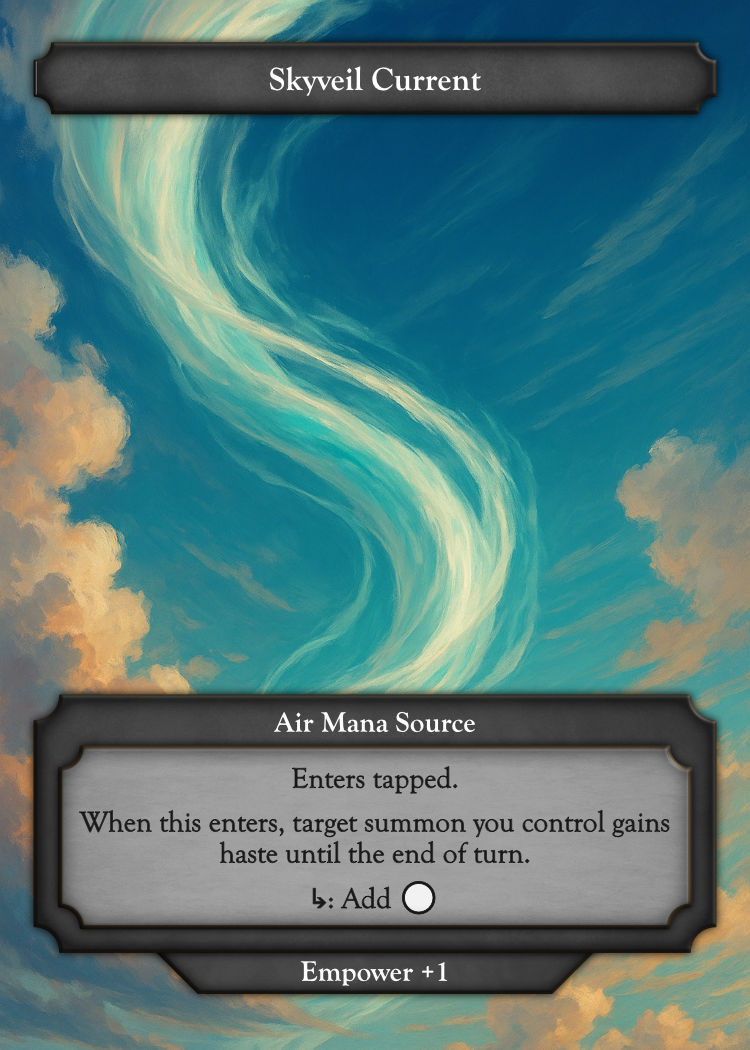 Skyveil Current
Air Mana Source
Enters tapped.
When this enters, target summon you control gains
haste until the end of turn.
↳: Add
Empower +1